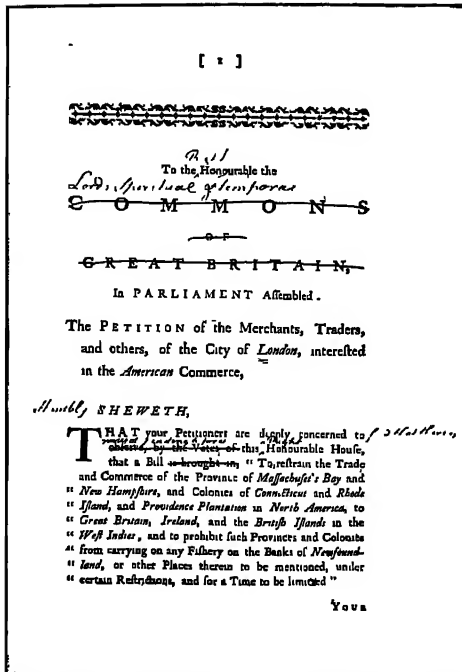 [ 1 ]
Rt
To the Honourable the
Lords Spiritual & Temporal
COMMONS
OF
GREAT BRITAIN,
In PARLIAMENT Assembled.
The PETITION of the Merchants, Traders,
and others, of the City of London, interested
in the American Commerce,
Humbly SHEWETH,
THAT your Petitioners are deeply concerned to
observe, by the Votes of this Honourable House,
that a Bill is brought in, “ To restrain the Trade
and Commerce of the Province of Massachuset's Bay and
“ New Hampshire, and Colonies of Connecticut and Rhode
“ Island, and Providence Plantation in North America, to
“ Great Britain, Ireland, and the British Islands in the
“ West Indies, and to prohibit such Provinces and Colonies
“ from carrying on any Fishery on the Banks of Newfound-
“ land, or other Places therein to be mentioned, under
“ certain Restrictions, and for a Time to be limited ”
YOUR